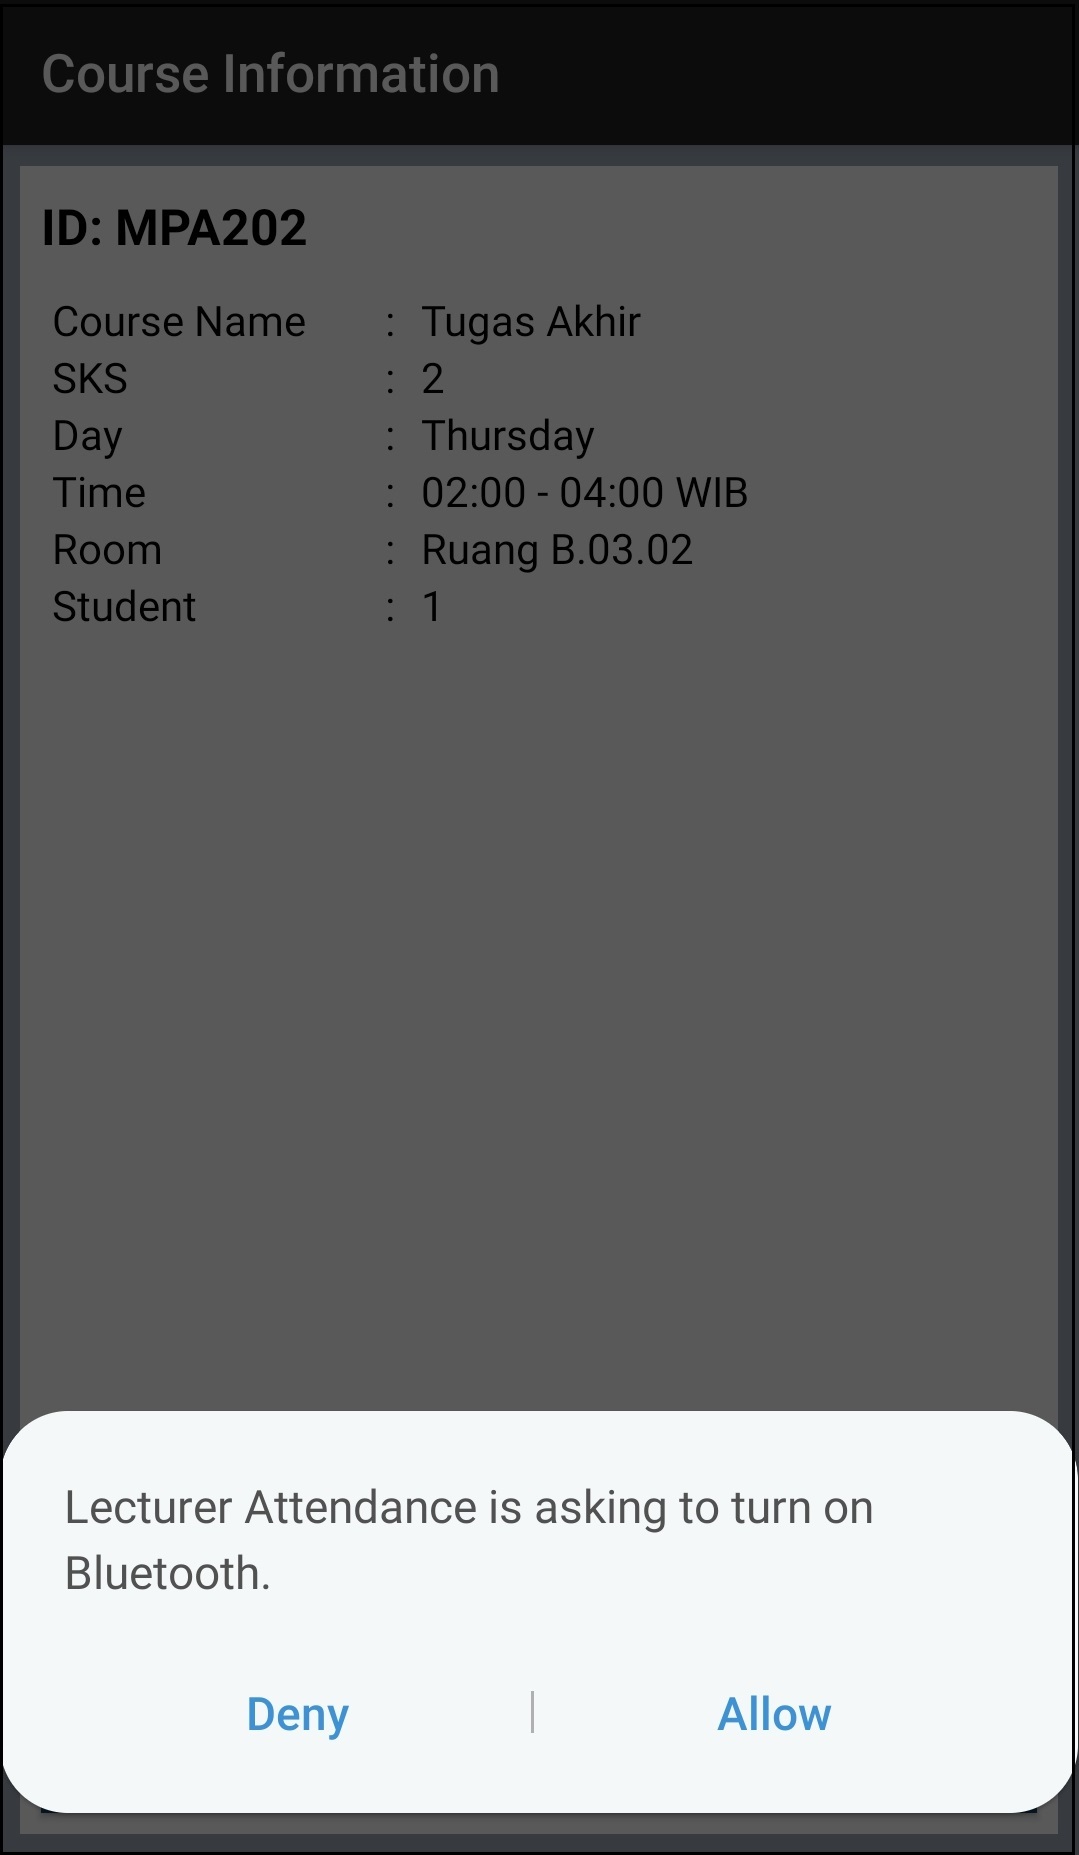 Course Information
ID: MPA202
Course Name : Tugas Akhir
SKS : 2
Day : Thursday
Time : 02:00 - 04:00 WIB
Room : Ruang B.03.02
Student : 1
Lecturer Attendance is asking to turn on
Bluetooth.
Deny | Allow